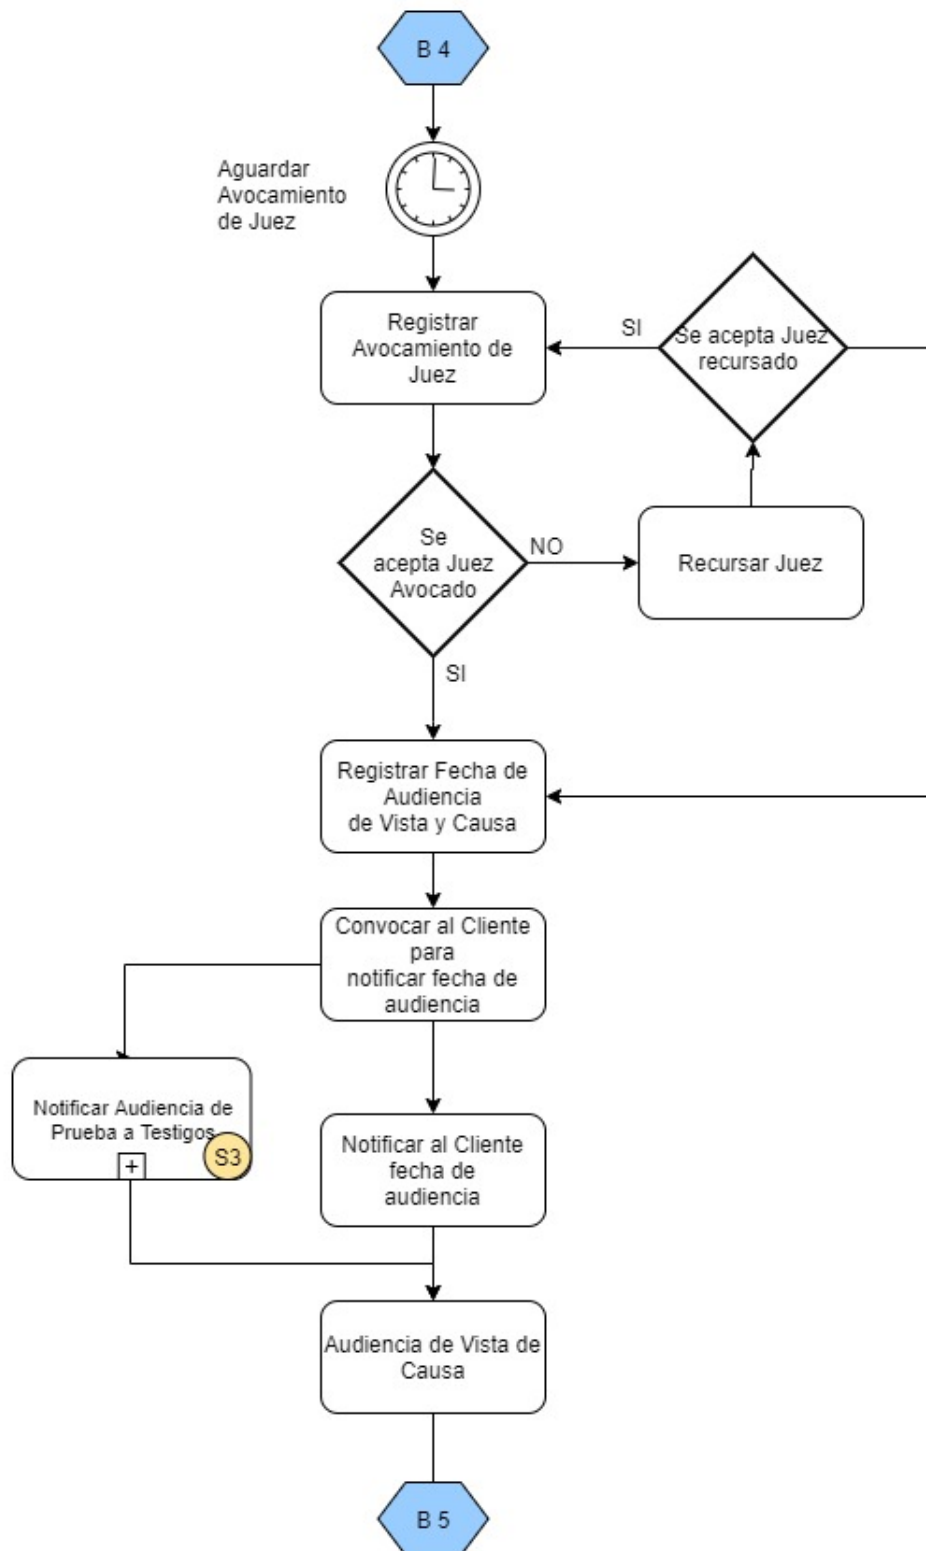 B 4
Aguardar
Avocamiento
de Juez
Registrar
Avocamiento de
Juez
SI
Se acepta Juez
recursado
Se
acepta Juez
Avocado
NO
Recursar Juez
SI
Registrar Fecha de
Audiencia
de Vista y Causa
Convocar al Cliente
para
notificar fecha de
audiencia
Notificar Audiencia de
Prueba a Testigos
+
S3
Notificar al Cliente
fecha de
audiencia
Audiencia de Vista de
Causa
B 5